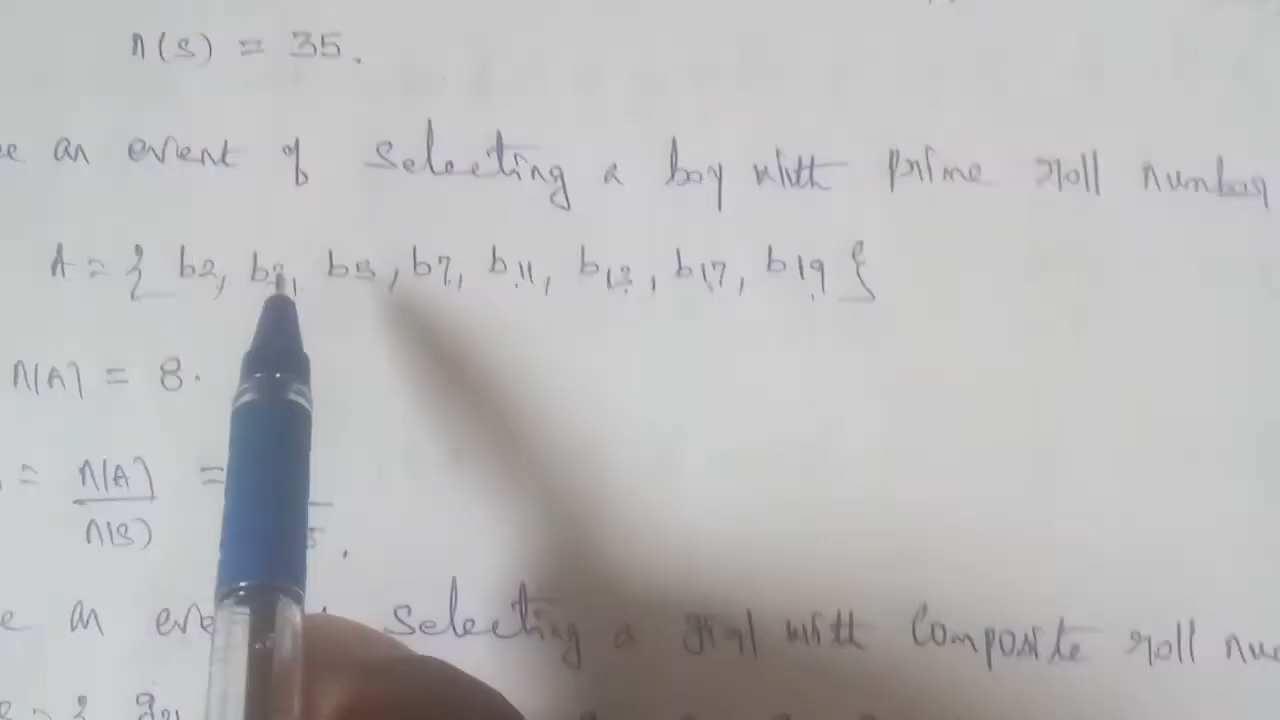 n(S) = 35.
an event of selecting a boy with prime roll number
A = { b2, b3, b5, b7, b11, b13, b17, b19 }
n(A) = 8.
= n(A) / n(S) =
an selecting a girl with Composite roll